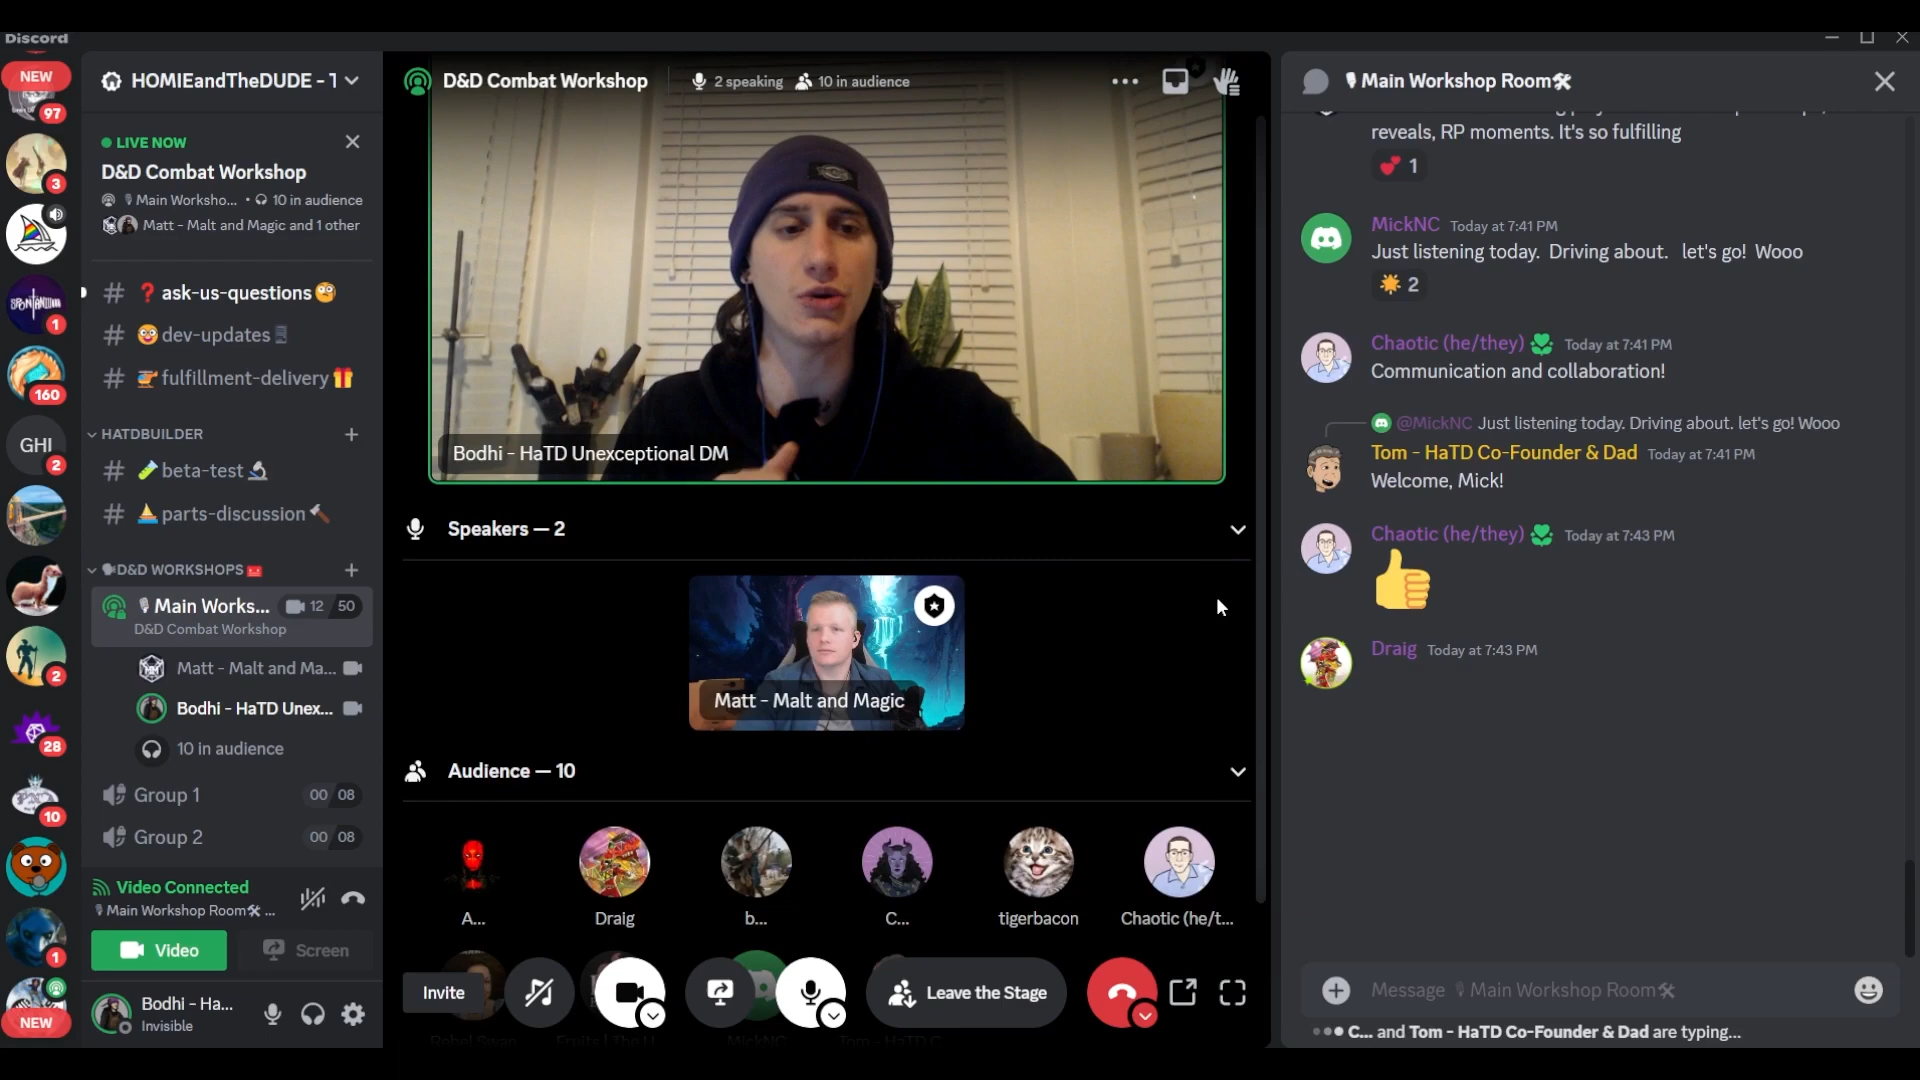 Discord
NEW
97
3
SPONTANIUM
1
160
GHI
2
2
28
10
1
NEW
HOMIEandTheDUDE - T
LIVE NOW
D&D Combat Workshop
Main Worksho... • 10 in audience
Matt - Malt and Magic and 1 other
# ❓ask-us-questions🧐
# dev-updates
# fulfillment-delivery🎁
HATDBUILDER
# 🧪beta-test🔬
# ⛵parts-discussion🔨
D&D WORKSHOPS
🎙Main Works... 12 50
D&D Combat Workshop
Matt - Malt and Ma...
Bodhi - HaTD Unex...
10 in audience
Group 1 00 08
Group 2 00 08
Video Connected
🎙Main Workshop Room🛠 ...
Video Screen
Bodhi - Ha...
Invisible
D&D Combat Workshop 2 speaking 10 in audience
Bodhi - HaTD Unexceptional DM
Speakers — 2
Matt - Malt and Magic
Audience — 10
A... Draig b... C... tigerbacon Chaotic (he/t...
Invite Leave the Stage
Rebel Swan MickNC Tom - HaTD C
🎙Main Workshop Room🛠
reveals, RP moments. It's so fulfilling
💕 1
MickNC Today at 7:41 PM
Just listening today. Driving about. let's go! Wooo
2
Chaotic (he/they) Today at 7:41 PM
Communication and collaboration!
@MickNC Just listening today. Driving about. let's go! Wooo
Tom - HaTD Co-Founder & Dad Today at 7:41 PM
Welcome, Mick!
Chaotic (he/they) Today at 7:43 PM
👍
Draig Today at 7:43 PM
Message 🎙Main Workshop Room🛠
C... and Tom - HaTD Co-Founder & Dad are typing...